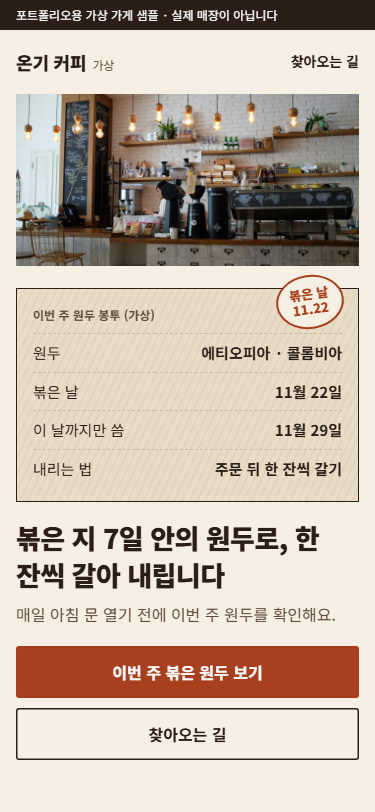 포트폴리오용 가상 가게 샘플 · 실제 매장이 아닙니다
온기 커피 가상
찾아오는 길
이번 주 원두 봉투 (가상)
볶은 날
11.22
원두 에티오피아 · 콜롬비아
볶은 날 11월 22일
이 날까지만 씀 11월 29일
내리는 법 주문 뒤 한 잔씩 갈기
볶은 지 7일 안의 원두로, 한
잔씩 갈아 내립니다
매일 아침 문 열기 전에 이번 주 원두를 확인해요.
이번 주 볶은 원두 보기
찾아오는 길